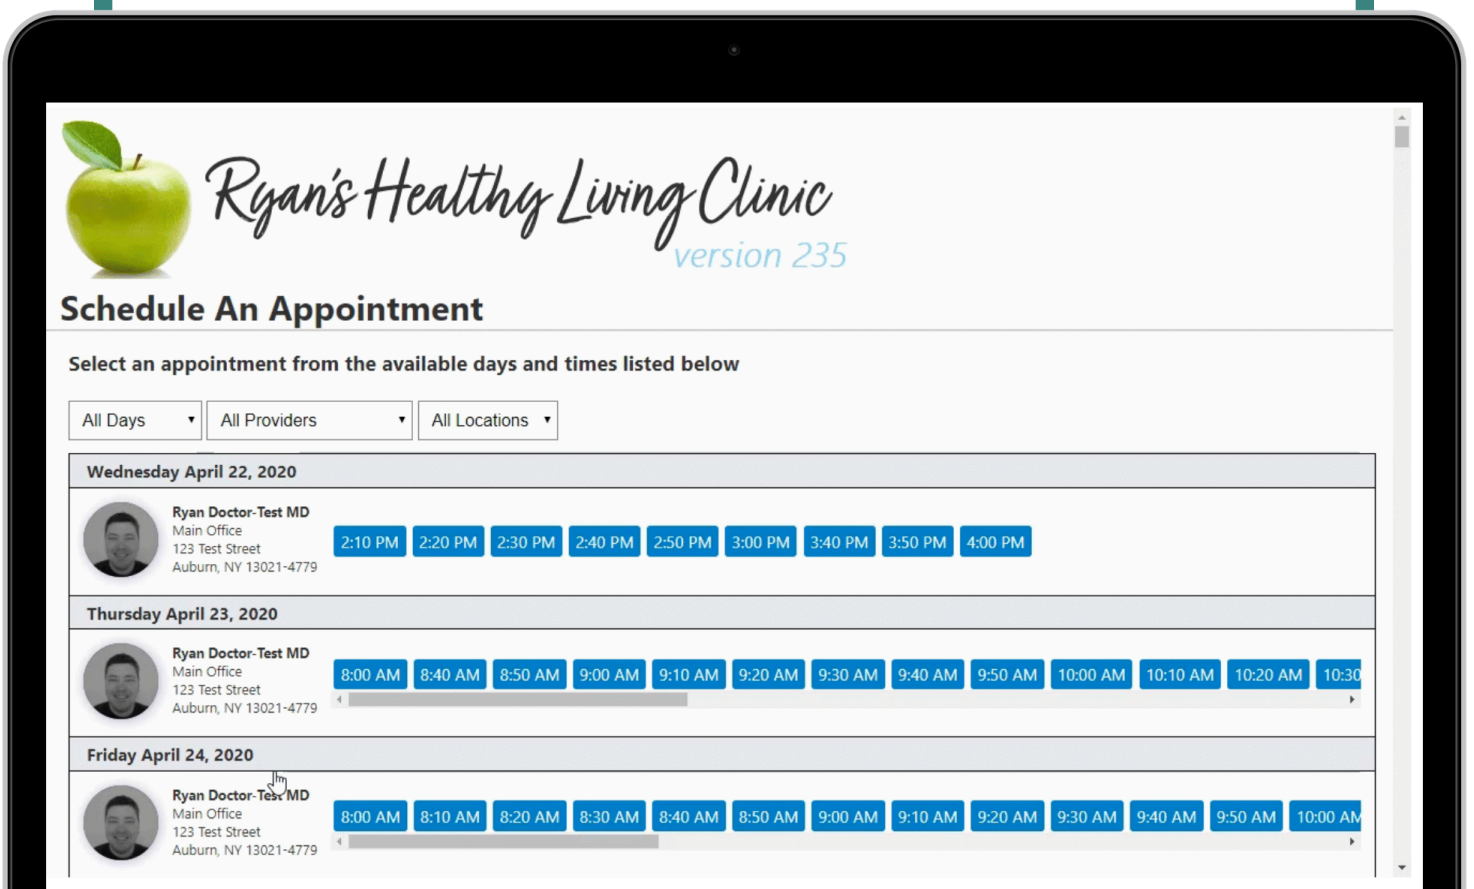 Ryan's Healthy Living Clinic
version 235
Schedule An Appointment
Select an appointment from the available days and times listed below
All Days All Providers All Locations
Wednesday April 22, 2020
Ryan Doctor-Test MD
Main Office
123 Test Street
Auburn, NY 13021-4779
2:10 PM 2:20 PM 2:30 PM 2:40 PM 2:50 PM 3:00 PM 3:40 PM 3:50 PM 4:00 PM
Thursday April 23, 2020
Ryan Doctor-Test MD
Main Office
123 Test Street
Auburn, NY 13021-4779
8:00 AM 8:40 AM 8:50 AM 9:00 AM 9:10 AM 9:20 AM 9:30 AM 9:40 AM 9:50 AM 10:00 AM 10:10 AM 10:20 AM 10:30
Friday April 24, 2020
Ryan Doctor-Test MD
Main Office
123 Test Street
Auburn, NY 13021-4779
8:00 AM 8:10 AM 8:20 AM 8:30 AM 8:40 AM 8:50 AM 9:00 AM 9:10 AM 9:20 AM 9:30 AM 9:40 AM 9:50 AM 10:00 AM